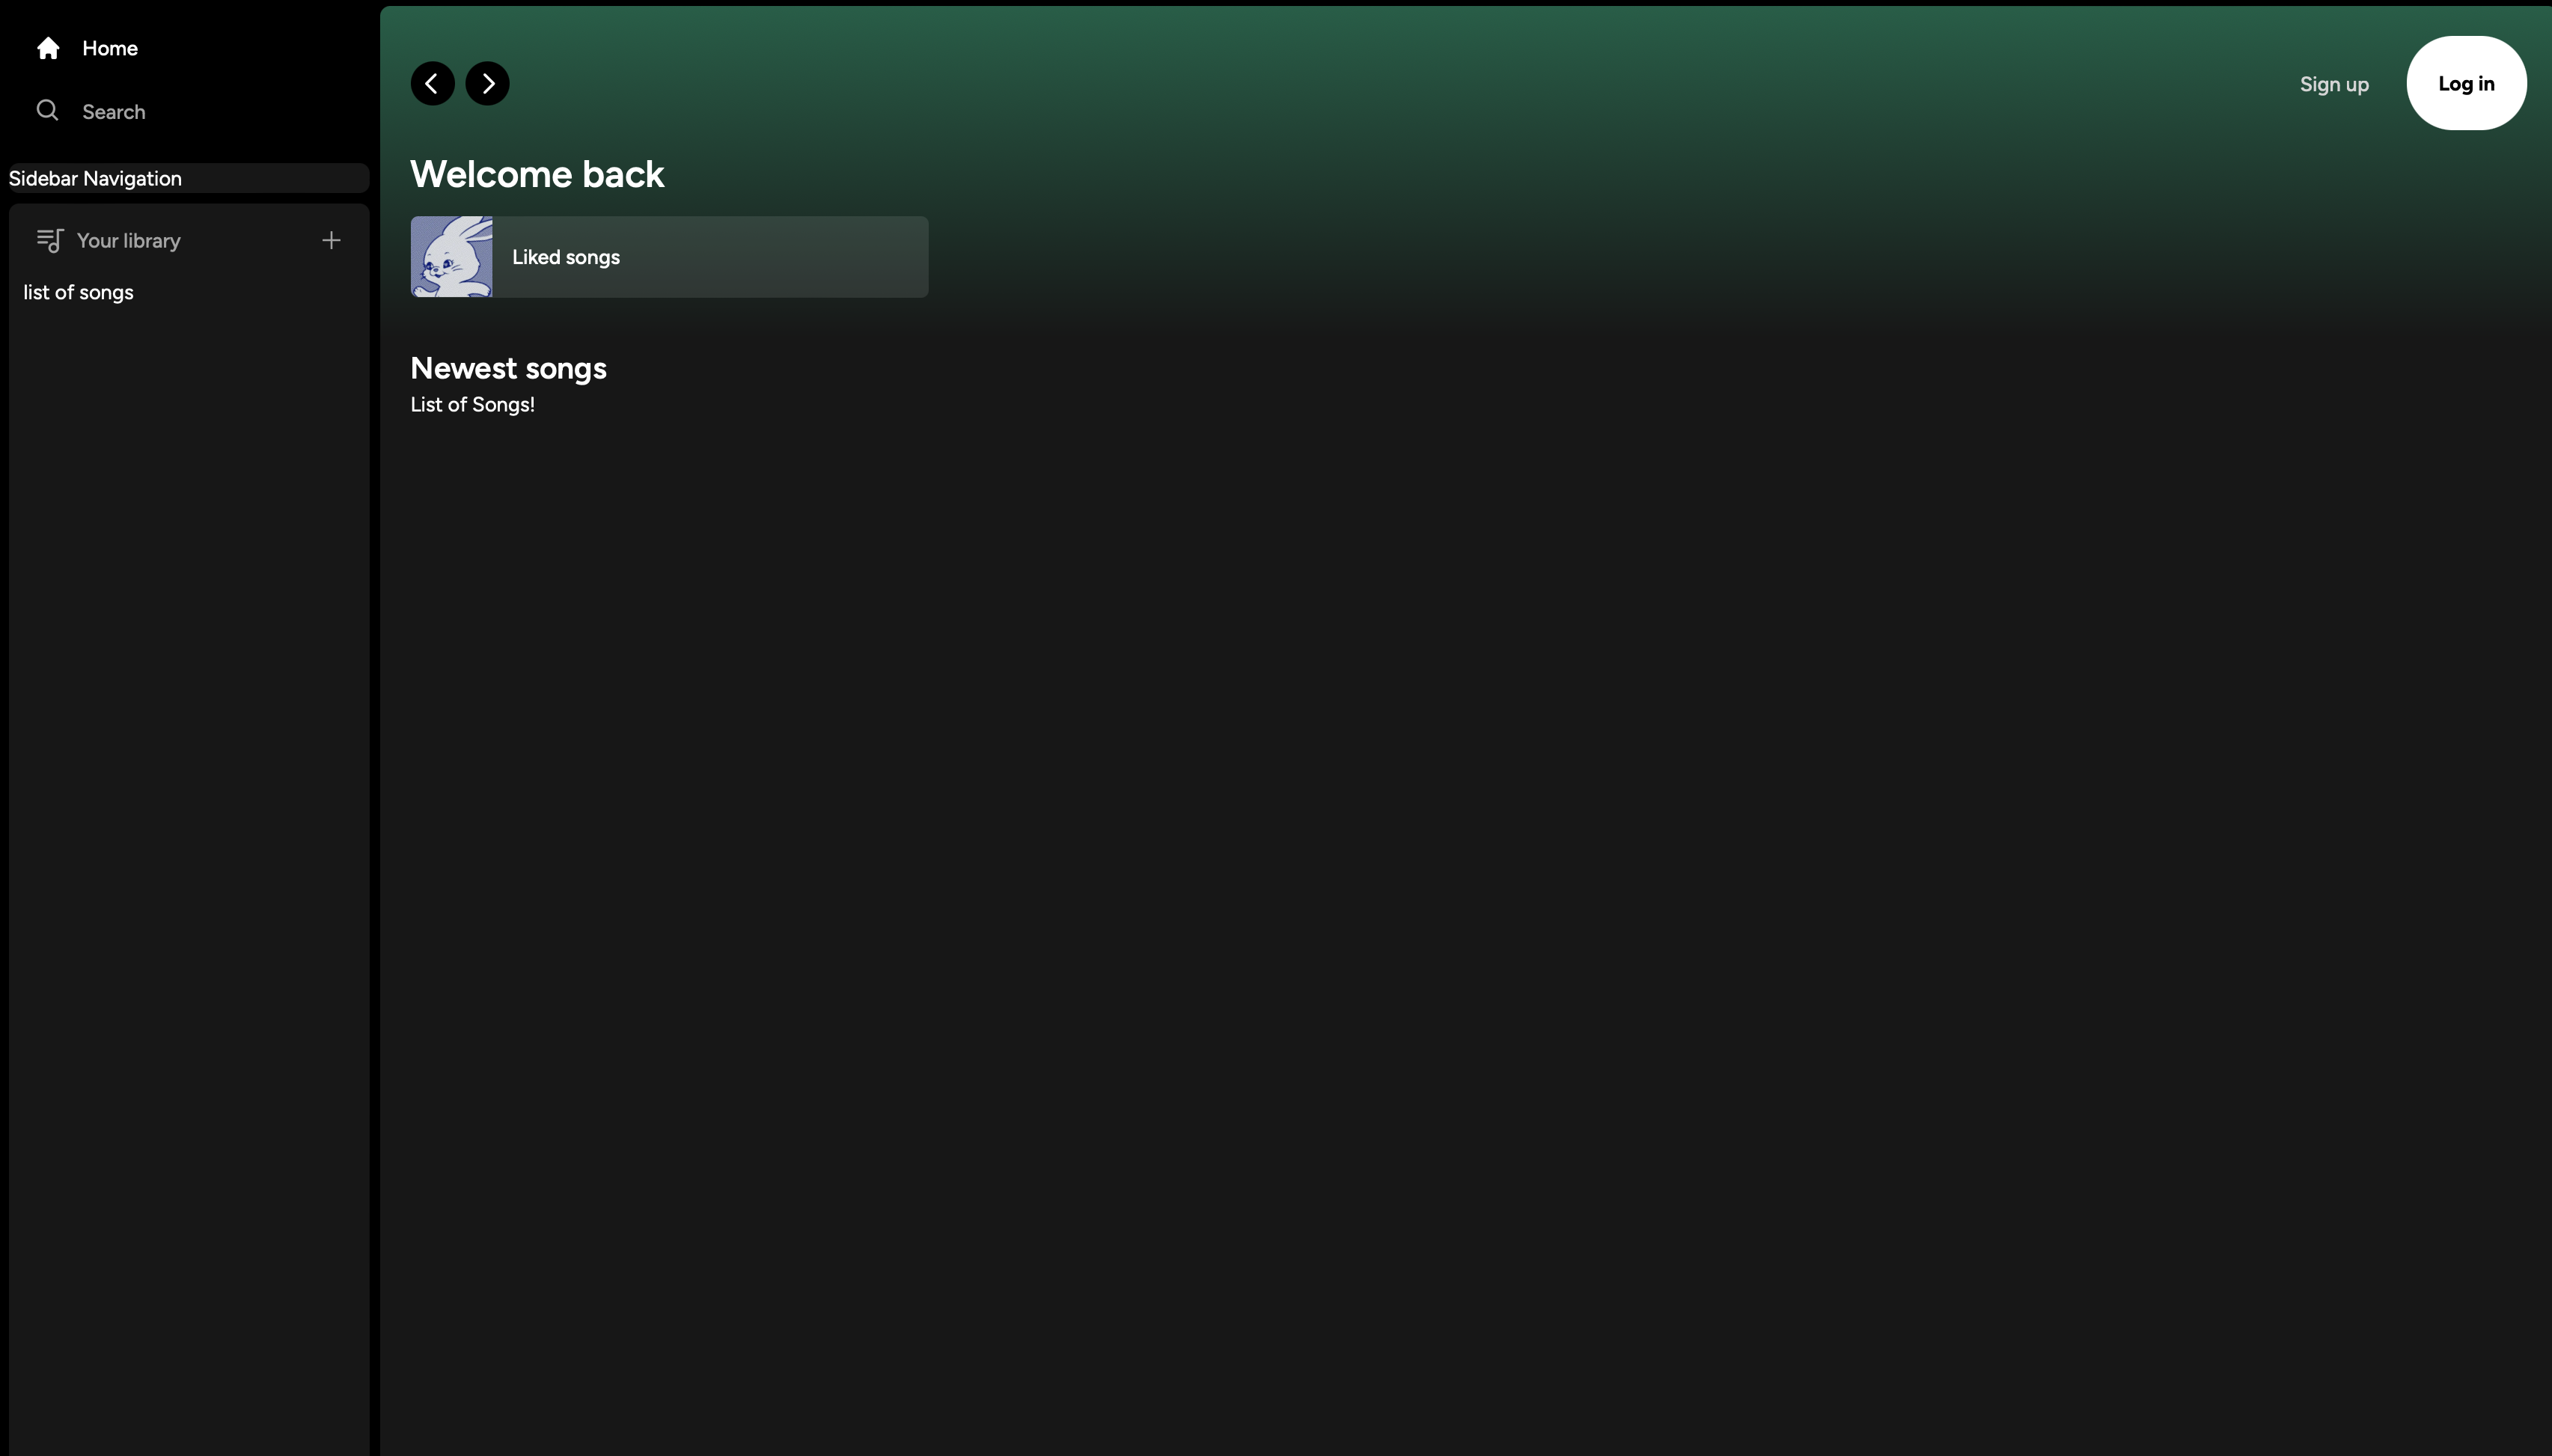 Home
Search
Sidebar Navigation
Your library
list of songs
Sign up
Log in
Welcome back
Liked songs
Newest songs
List of Songs!